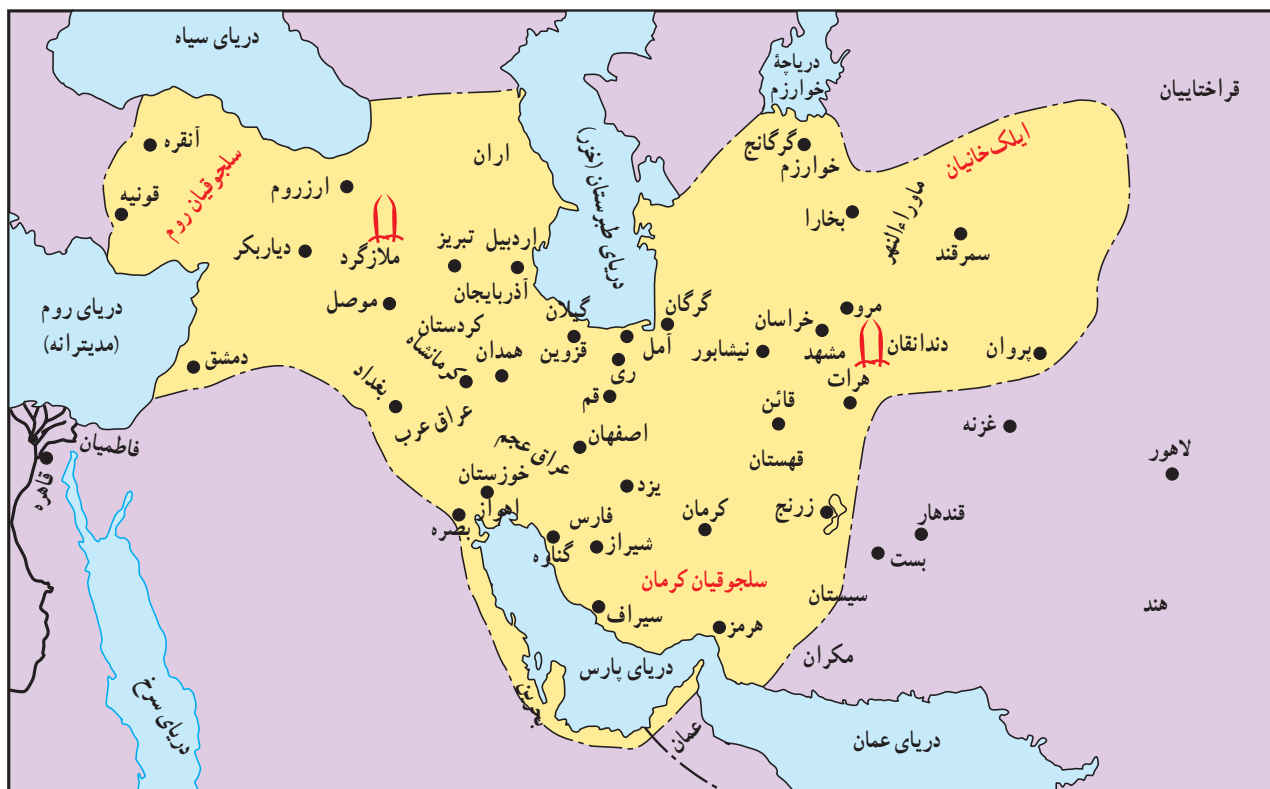 دریای سیاه
دریاچهٔ
خوارزم
قراختاییان
ایلک‌خانیان
گرگانج
خوارزم
آنقره
سلجوقیان روم
قونیه
ارزروم
اران
دریای طبرستان (خزر)
بخارا
ماوراءالنهر
سمرقند
دیاربکر
ملازگرد
تبریز
اردبیل
آذربایجان
موصل
کردستان
کرمانشاه
همدان
گیلان
قزوین
آمل
گرگان
ری
قم
نیشابور
خراسان
مشهد
مرو
دندانقان
هرات
پروان
دریای روم
(مدیترانه)
دمشق
بغداد
عراق عرب
عراق عجم
اصفهان
قائن
قهستان
غزنه
لاهور
فاطمیان
قاهره
خوزستان
اهواز
بصره
یزد
فارس
شیراز
گناوه
کرمان
زرنج
قندهار
بست
سلجوقیان کرمان
سیستان
هند
سیراف
هرمز
مکران
دریای پارس
بحرین
عمان
دریای عمان
دریای سرخ